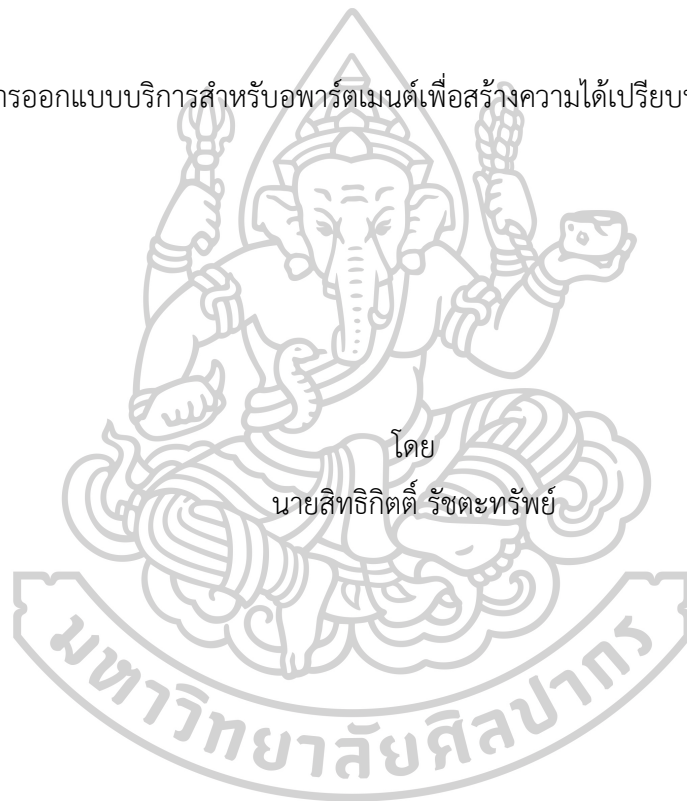 ารออกแบบบริการสำหรับอพาร์ตเมนต์เพื่อสร้างความได้เปรียบ
โดย
นายสิทธิกิตติ์ รัชตะทรัพย์
มหาวิทยาลัยศิลปากร